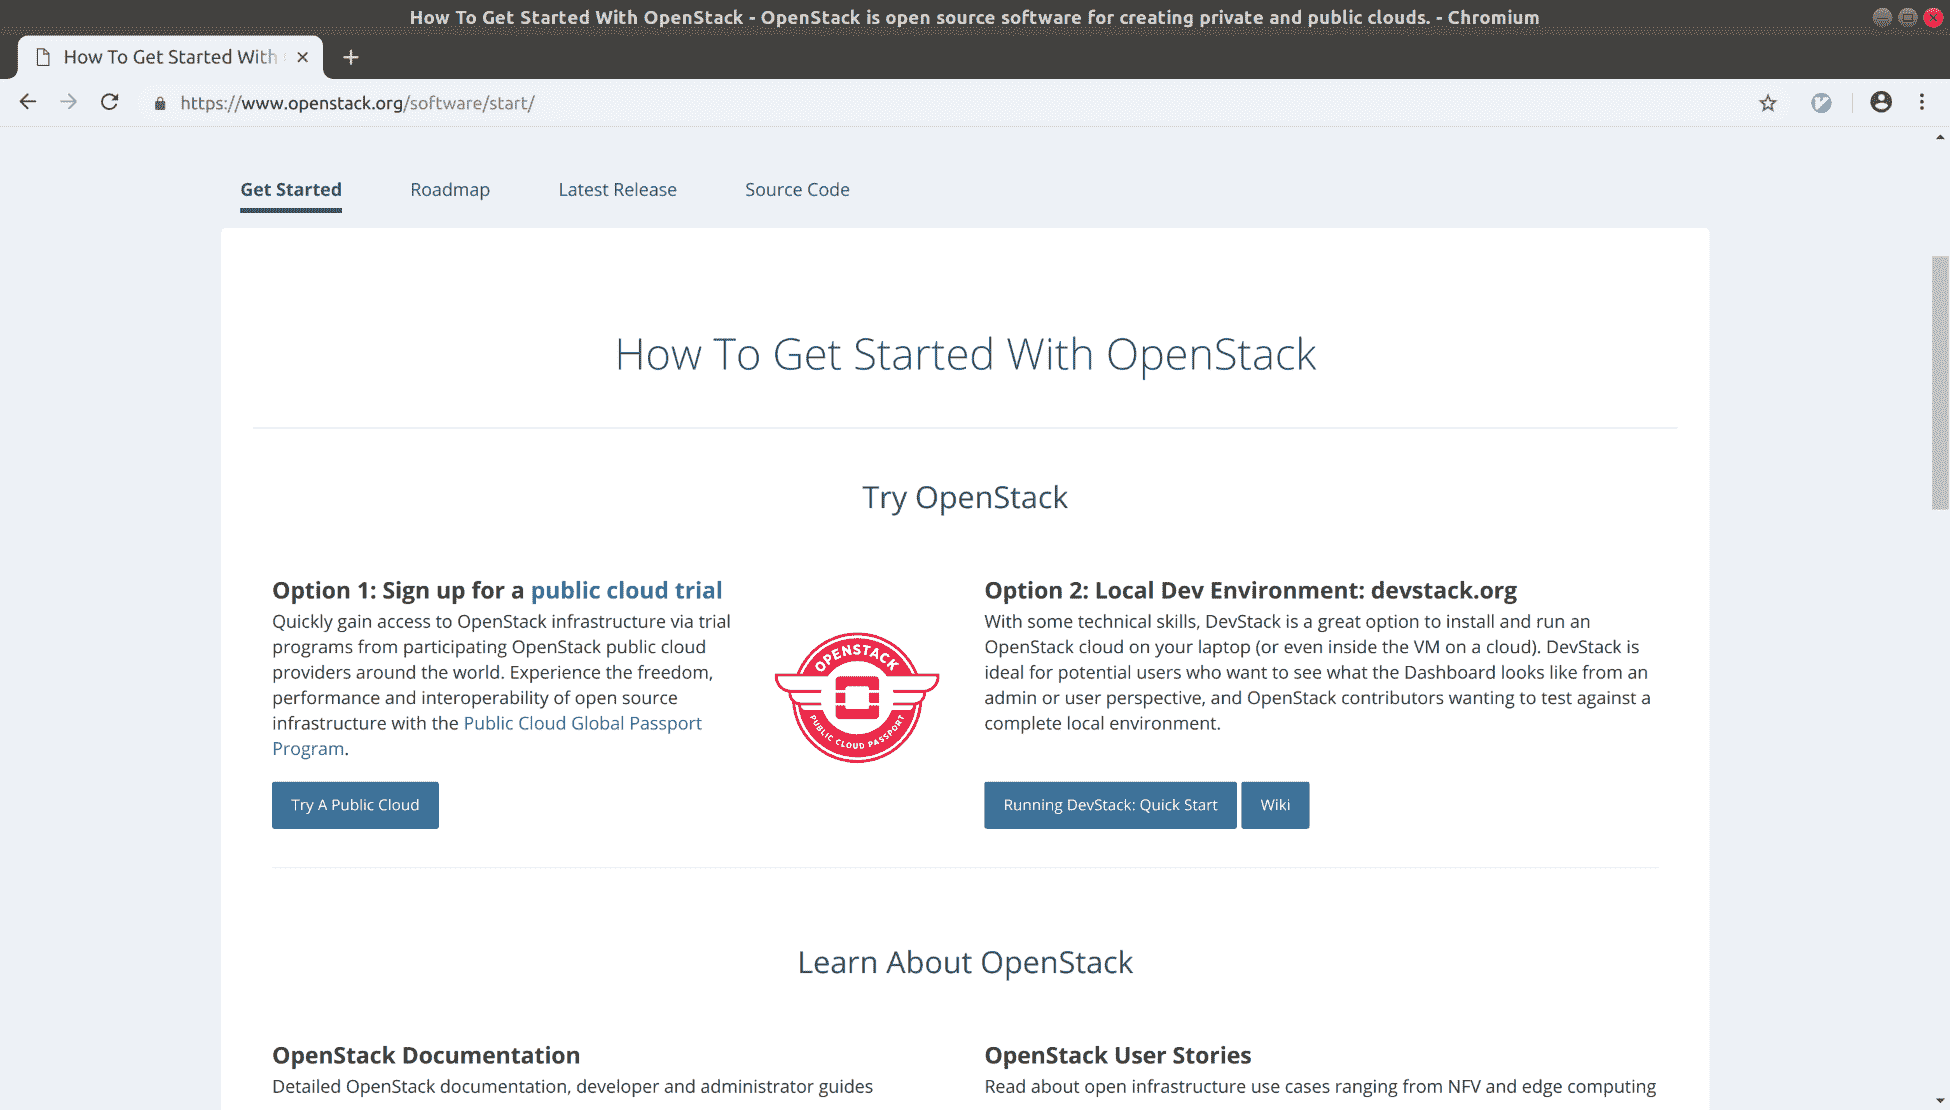 How To Get Started With OpenStack - OpenStack is open source software for creating private and public clouds. - Chromium
How To Get Started With
https://www.openstack.org/software/start/
Get Started Roadmap Latest Release Source Code
How To Get Started With OpenStack
Try OpenStack
Option 1: Sign up for a public cloud trial
Quickly gain access to OpenStack infrastructure via trial
programs from participating OpenStack public cloud
providers around the world. Experience the freedom,
performance and interoperability of open source
infrastructure with the Public Cloud Global Passport
Program.
Try A Public Cloud
OPENSTACK
PUBLIC CLOUD PASSPORT
Option 2: Local Dev Environment: devstack.org
With some technical skills, DevStack is a great option to install and run an
OpenStack cloud on your laptop (or even inside the VM on a cloud). DevStack is
ideal for potential users who want to see what the Dashboard looks like from an
admin or user perspective, and OpenStack contributors wanting to test against a
complete local environment.
Running DevStack: Quick Start Wiki
Learn About OpenStack
OpenStack Documentation
Detailed OpenStack documentation, developer and administrator guides
OpenStack User Stories
Read about open infrastructure use cases ranging from NFV and edge computing